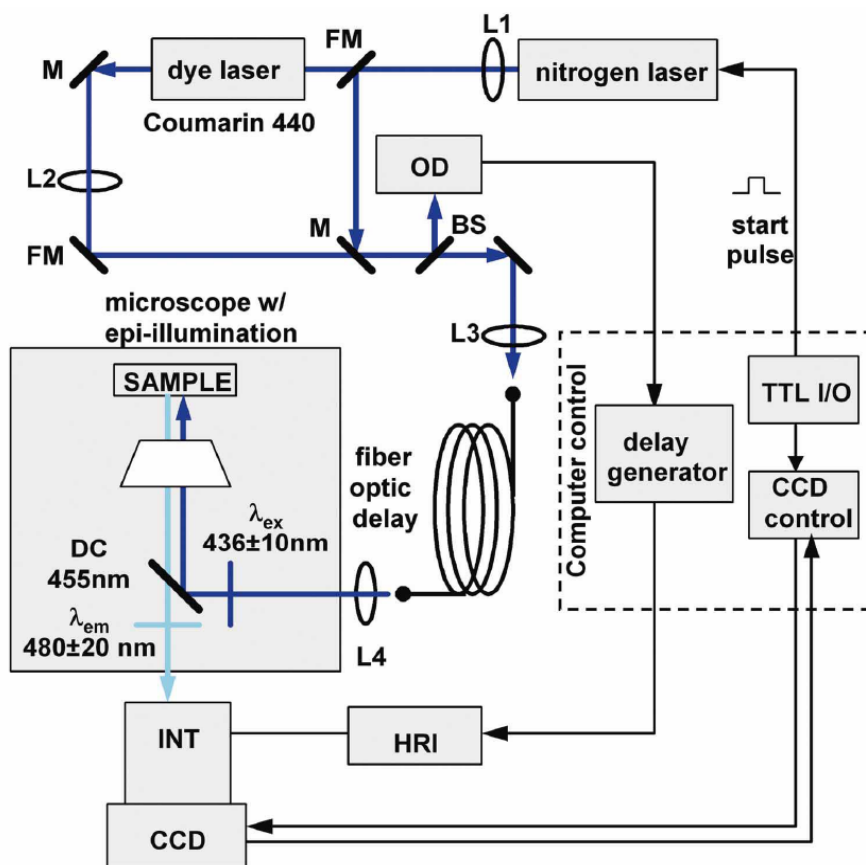 L1
FM
M
dye laser
nitrogen laser
Coumarin 440
L2
OD
start
pulse
M
BS
FM
microscope w/
epi-illumination
L3
SAMPLE
TTL I/O
Computer control
delay
generator
fiber
optic
delay
CCD
control
λex
436±10nm
DC
455nm
λem
480±20 nm
L4
INT
HRI
CCD